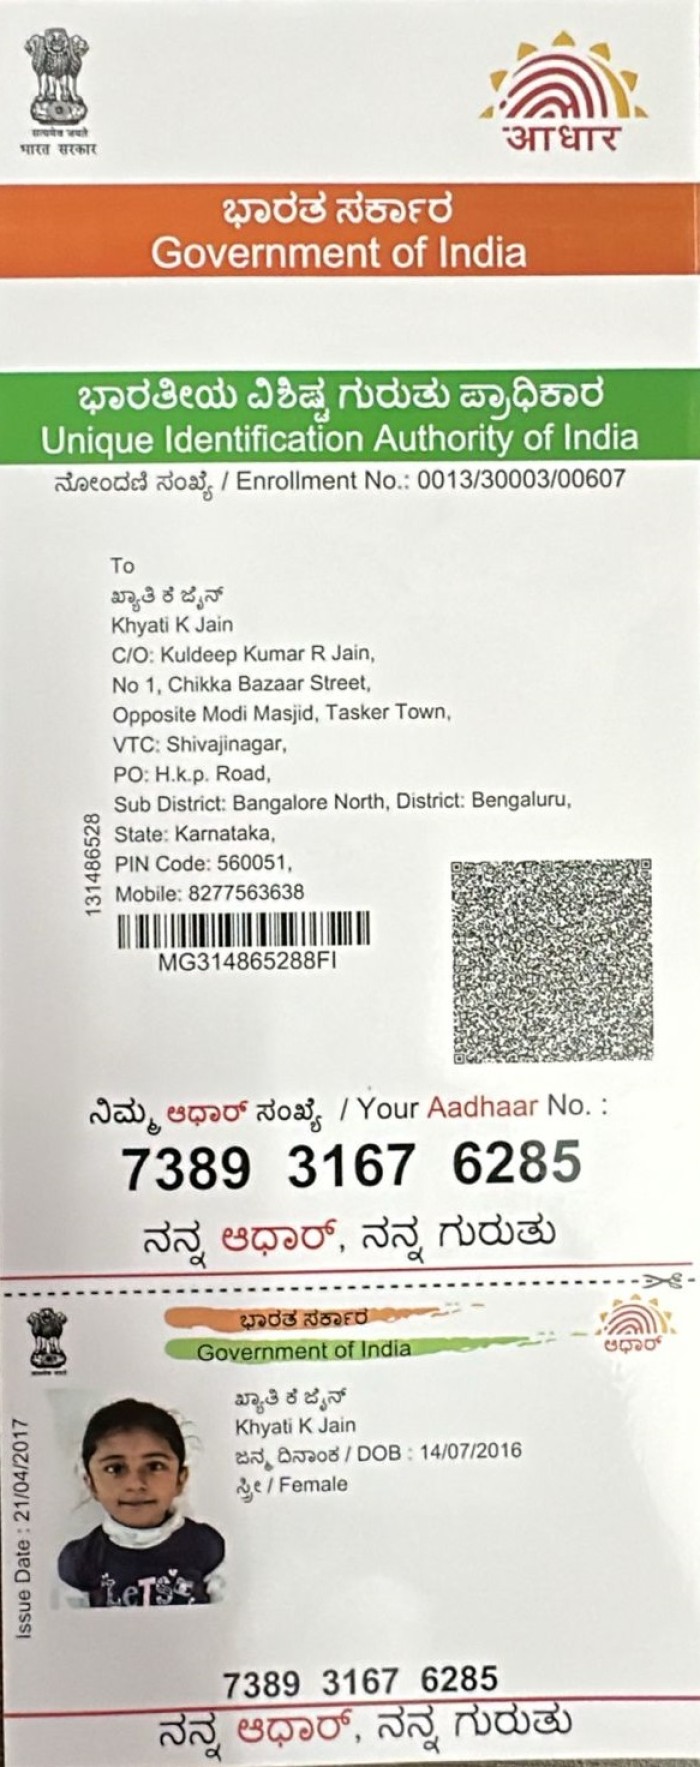 सत्यमेव जयते
भारत सरकार
आधार
ಭಾರತ ಸರ್ಕಾರ
Government of India
ಭಾರತೀಯ ವಿಶಿಷ್ಟ ಗುರುತು ಪ್ರಾಧಿಕಾರ
Unique Identification Authority of India
ನೋಂದಣಿ ಸಂಖ್ಯೆ / Enrollment No.: 0013/30003/00607
To
ಖ್ಯಾತಿ ಕೆ ಜೈನ್
Khyati K Jain
C/O: Kuldeep Kumar R Jain,
No 1, Chikka Bazaar Street,
Opposite Modi Masjid, Tasker Town,
VTC: Shivajinagar,
PO: H.k.p. Road,
Sub District: Bangalore North, District: Bengaluru,
State: Karnataka,
PIN Code: 560051,
Mobile: 8277563638
131486528
MG314865288FI
ನಿಮ್ಮ ಆಧಾರ್ ಸಂಖ್ಯೆ / Your Aadhaar No. :
7389 3167 6285
ನನ್ನ ಆಧಾರ್, ನನ್ನ ಗುರುತು
ಭಾರತ ಸರ್ಕಾರ
Government of India
ಆಧಾರ್
ಖ್ಯಾತಿ ಕೆ ಜೈನ್
Khyati K Jain
ಜನ್ಮ ದಿನಾಂಕ / DOB : 14/07/2016
ಸ್ತ್ರೀ / Female
Issue Date : 21/04/2017
LeTS
7389 3167 6285
ನನ್ನ ಆಧಾರ್, ನನ್ನ ಗುರುತು